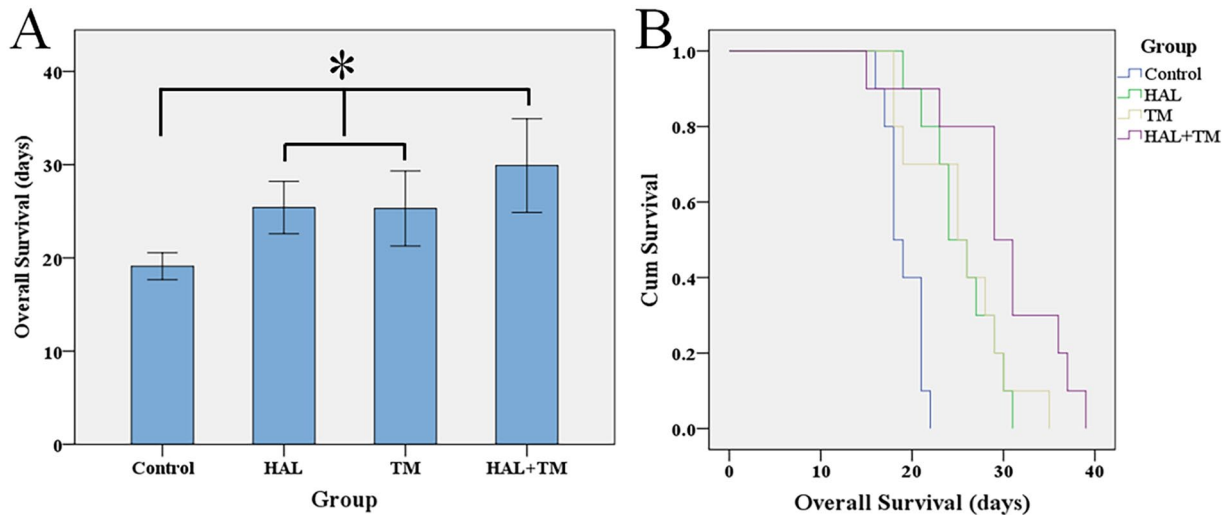 A
Overall Survival (days)
40
30
20
10
0
*
Control HAL TM HAL+TM
Group
B
Cum Survival
1.0
0.8
0.6
0.4
0.2
0.0
0 10 20 30 40
Overall Survival (days)
Group
Control
HAL
TM
HAL+TM